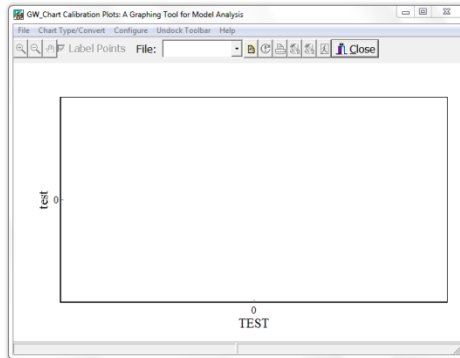 GW_Chart Calibration Plots: A Graphing Tool for Model Analysis
File Chart Type/Convert Configure Undock Toolbar Help
Label Points File: Close
test
0
0
TEST